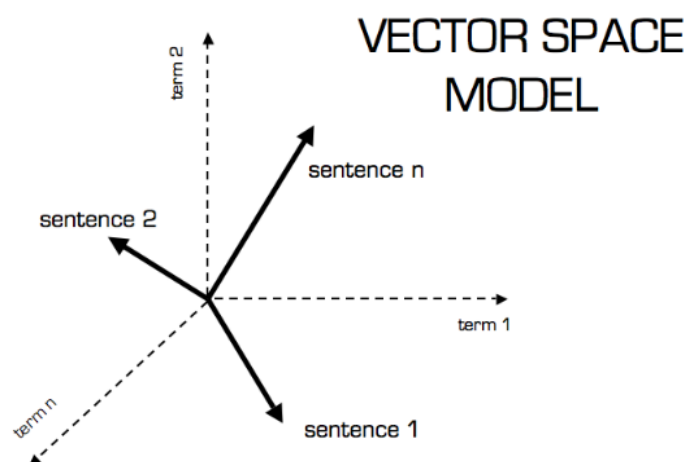 VECTOR SPACE
MODEL
term 2
sentence n
sentence 2
term 1
term n
sentence 1